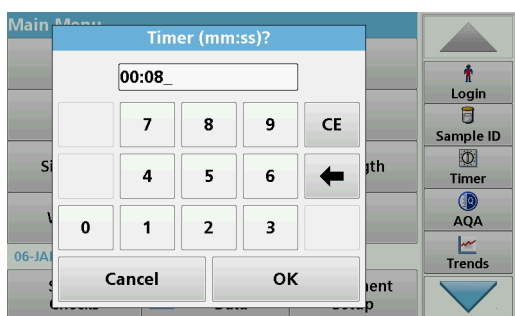 Main Menu
Timer (mm:ss)?
00:08_
7 8 9 CE
4 5 6
0 1 2 3
Cancel OK
06-JA
Login
Sample ID
Timer
AQA
Trends